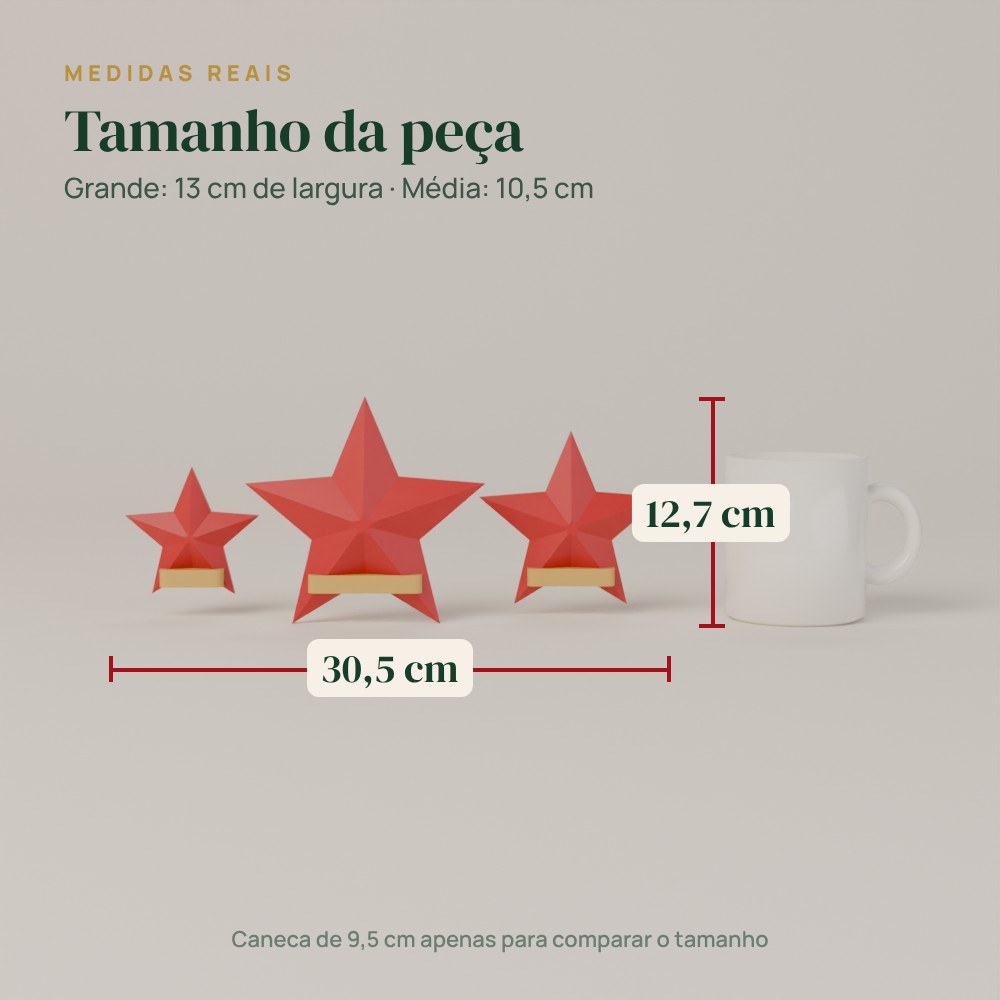 MEDIDAS REAIS
Tamanho da peça
Grande: 13 cm de largura · Média: 10,5 cm
12,7 cm
30,5 cm
Caneca de 9,5 cm apenas para comparar o tamanho